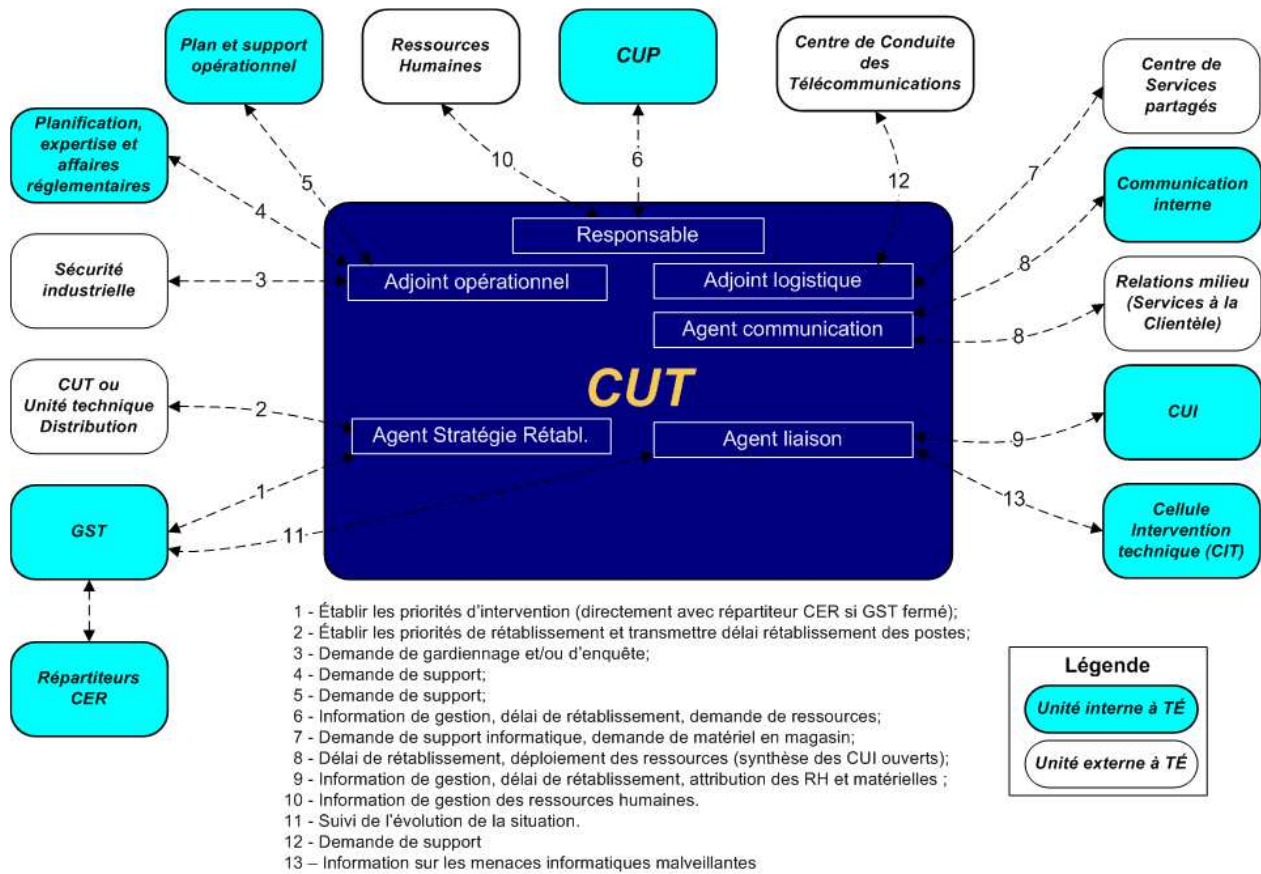 Plan et support
opérationnel
Ressources
Humaines
CUP
Centre de Conduite
des
Télécommunications
Centre de
Services
partagés
Planification,
expertise et
affaires
réglementaires
Communication
interne
Sécurité
industrielle
Relations milieu
(Services à la
Clientèle)
CUT ou
Unité technique
Distribution
CUI
GST
Cellule
Intervention
technique (CIT)
Répartiteurs
CER
5
10
6
12
7
4
3
8
8
2
9
1
11
13
Responsable
Adjoint opérationnel
Adjoint logistique
Agent communication
CUT
Agent Stratégie Rétabl.
Agent liaison
1 - Établir les priorités d'intervention (directement avec répartiteur CER si GST fermé);
2 - Établir les priorités de rétablissement et transmettre délai rétablissement des postes;
3 - Demande de gardiennage et/ou d'enquête;
4 - Demande de support;
5 - Demande de support;
6 - Information de gestion, délai de rétablissement, demande de ressources;
7 - Demande de support informatique, demande de matériel en magasin;
8 - Délai de rétablissement, déploiement des ressources (synthèse des CUI ouverts);
9 - Information de gestion, délai de rétablissement, attribution des RH et matérielles ;
10 - Information de gestion des ressources humaines.
11 - Suivi de l'évolution de la situation.
12 - Demande de support
13 – Information sur les menaces informatiques malveillantes
Légende
Unité interne à TÉ
Unité externe à TÉ